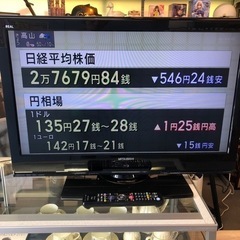 REAL
高山
日経平均株価
2万7679円84銭
▼546円24銭安
円相場
1ドル
135円27銭~28銭
▲1円25銭円高
1ユーロ
142円17銭~21銭
▼15銭円安
MITSUBISHI